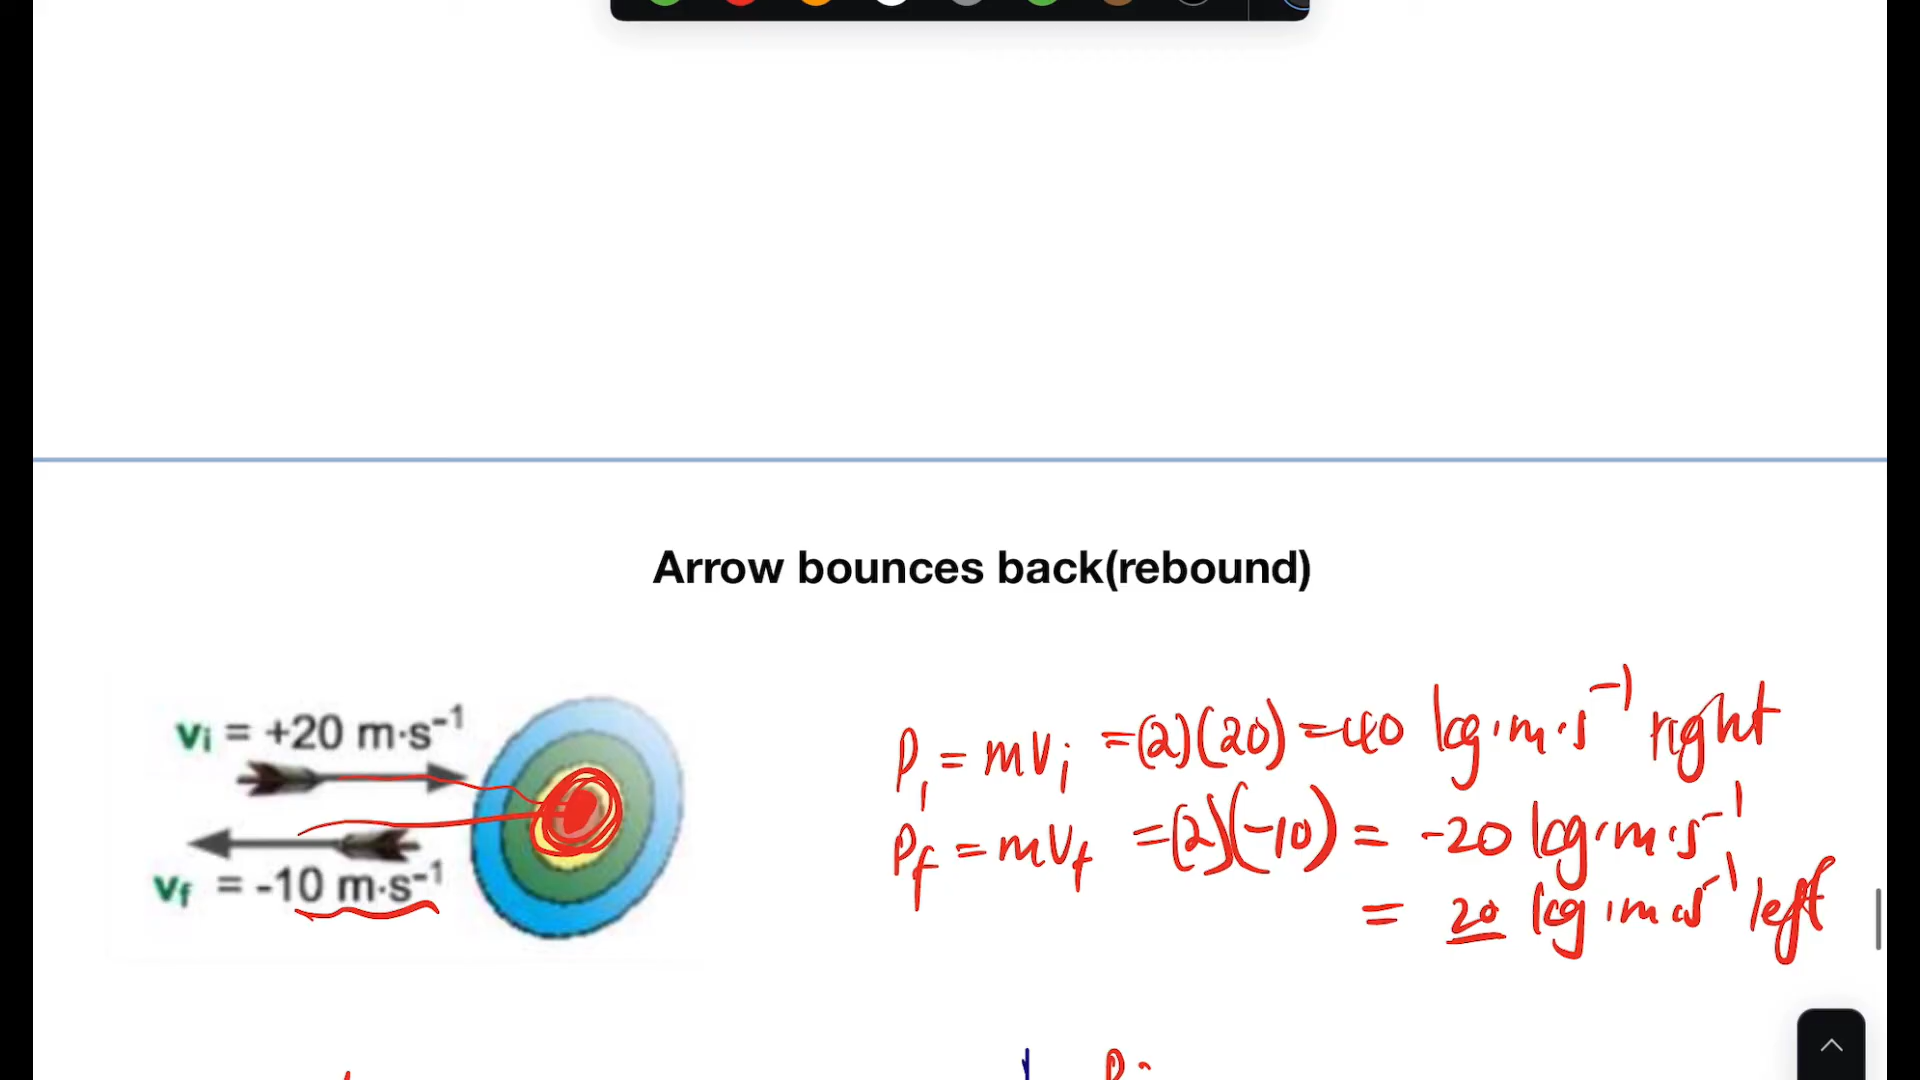 Arrow bounces back(rebound)
vi = +20 m·s-1
vf = -10 m·s-1
Pi = mvi = (2)(20) = 40 kg·m·s-1 right
Pf = mvf = (2)(-10) = -20 kg·m·s-1
= 20 kg·m·s-1 left